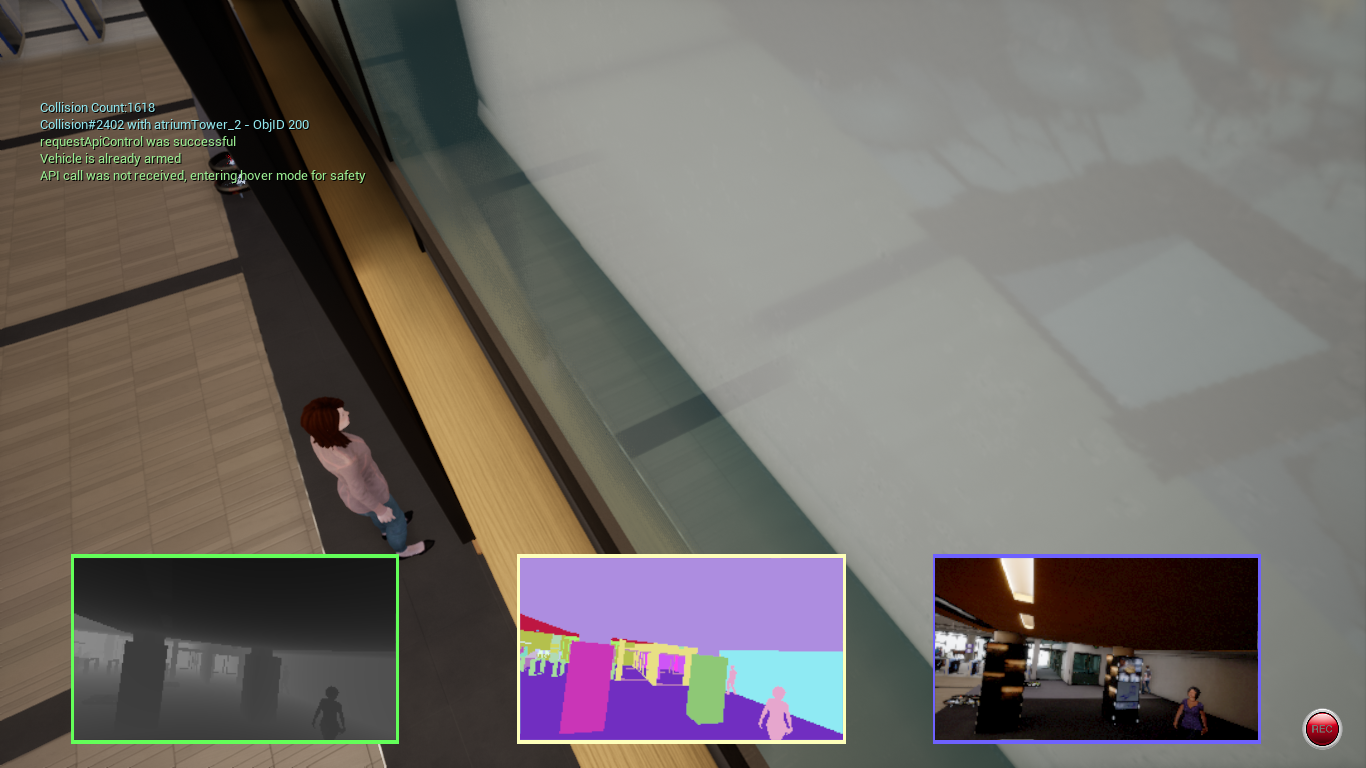 Collision Count:1618
Collision#2402 with atriumTower_2 - ObjID 200
requestApiControl was successful
Vehicle is already armed
API call was not received, entering hover mode for safety
REC